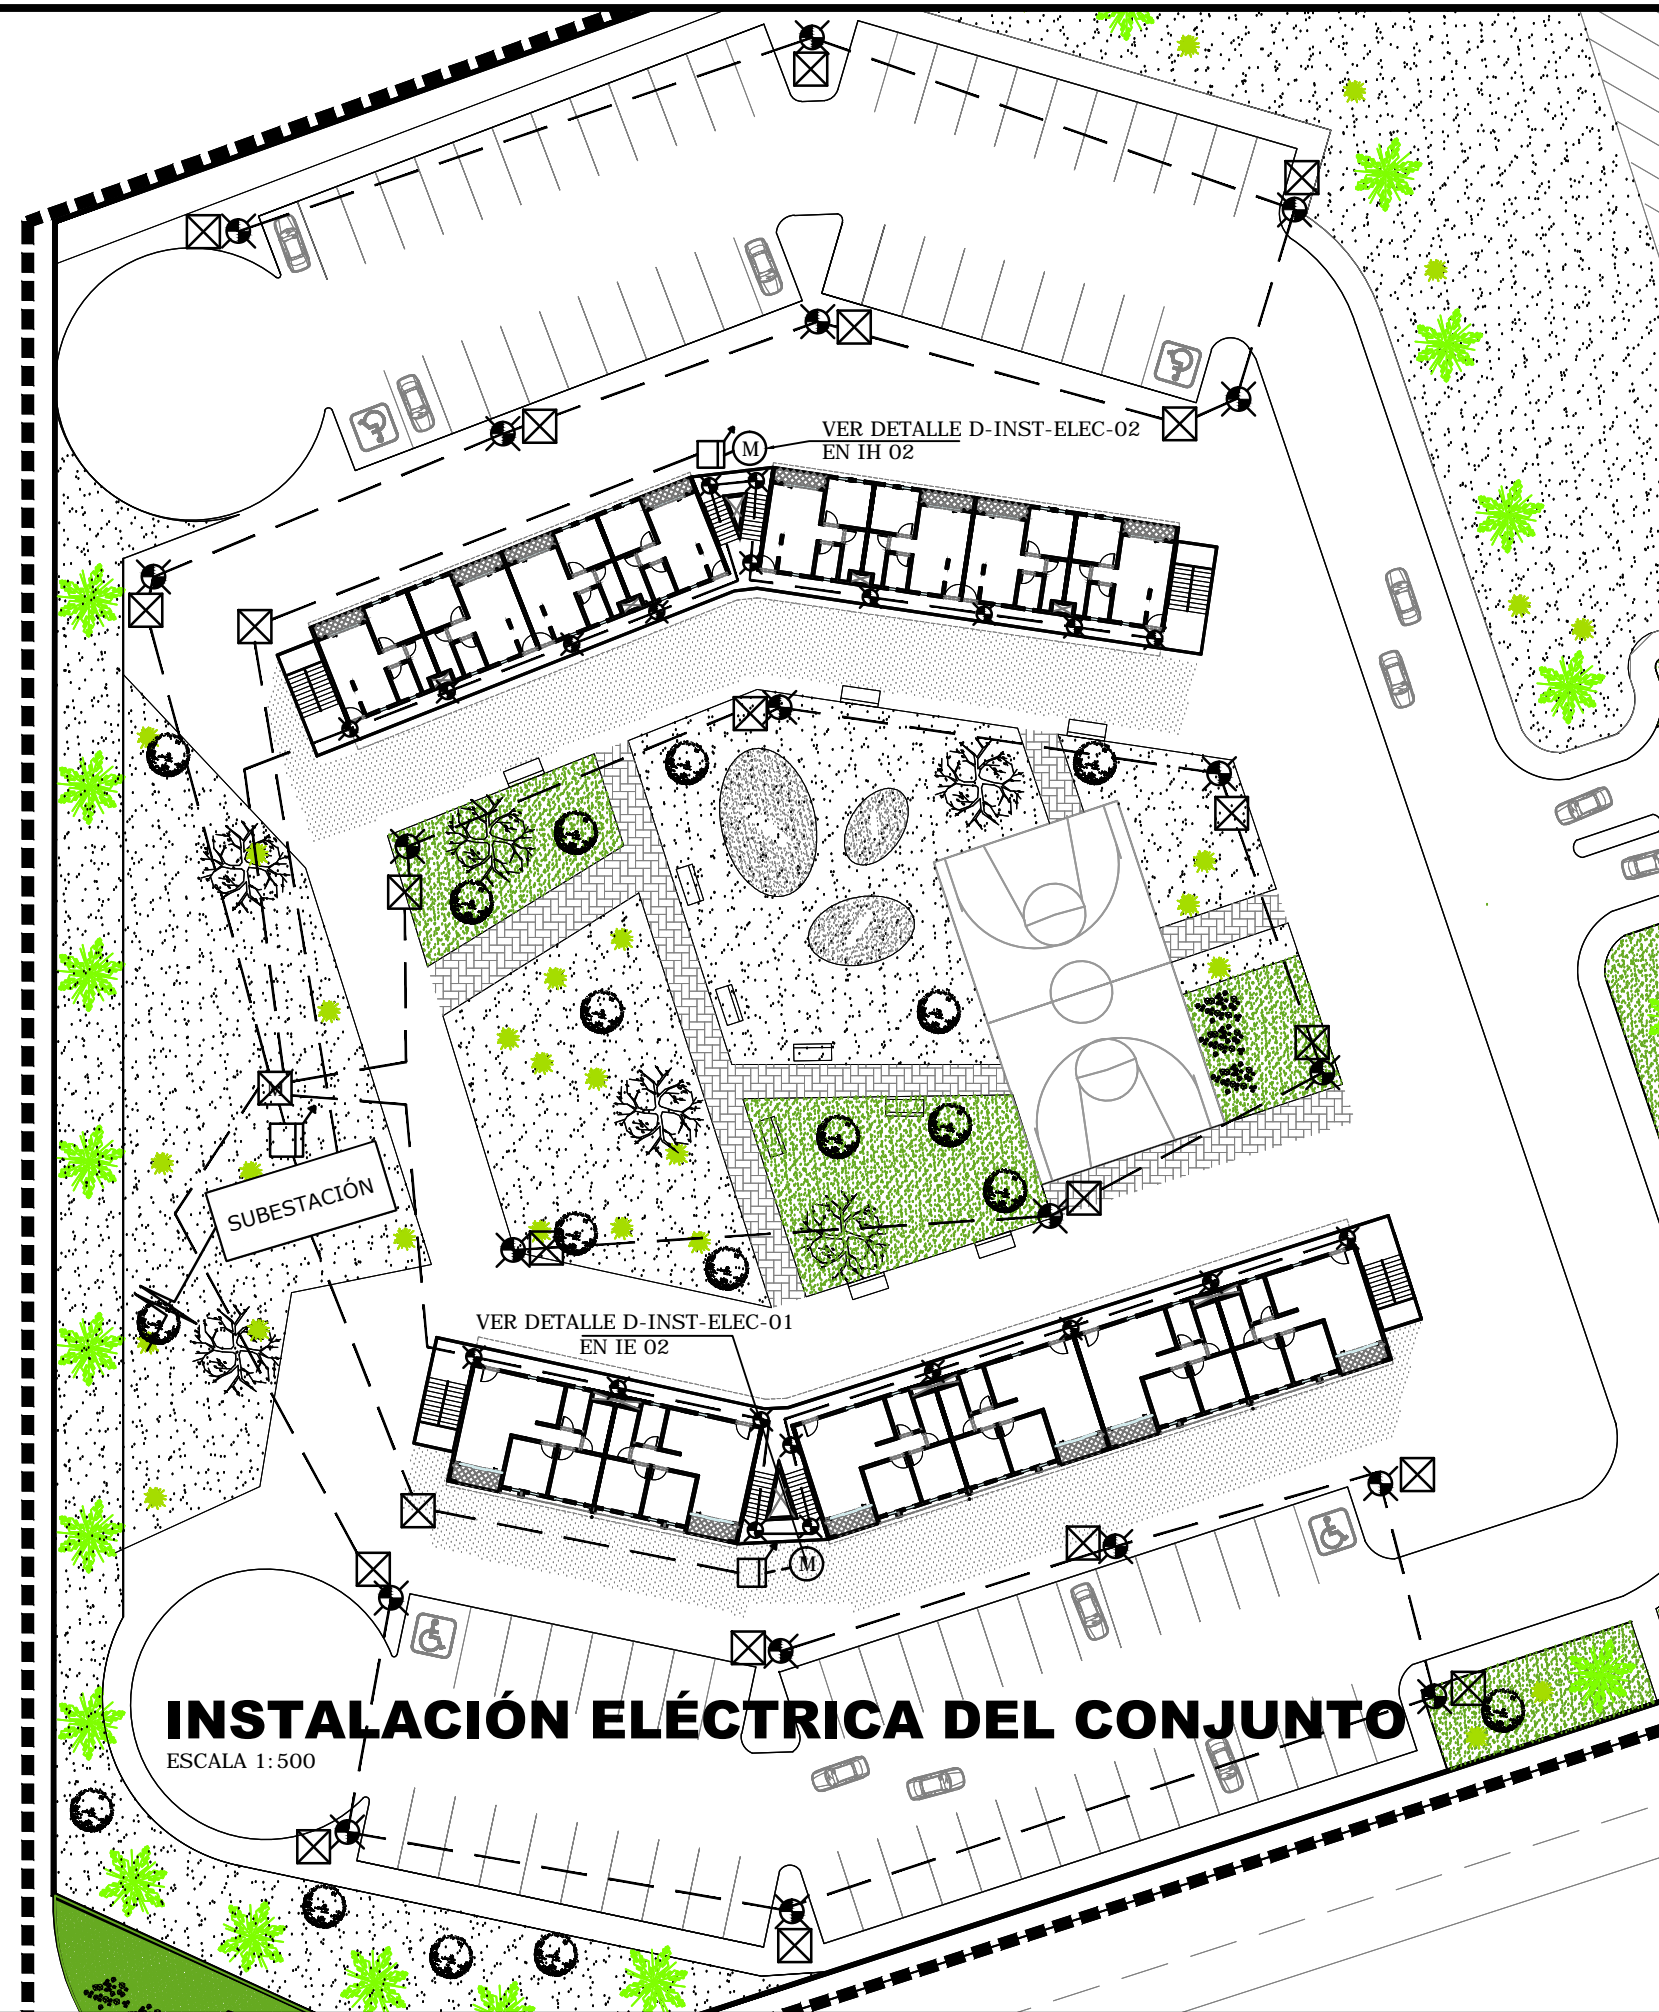 VER DETALLE D-INST-ELEC-02
EN IH 02
M
M
SUBESTACIÓN
VER DETALLE D-INST-ELEC-01
EN IE 02
M
INSTALACIÓN ELÉCTRICA DEL CONJUNTO
ESCALA 1:500